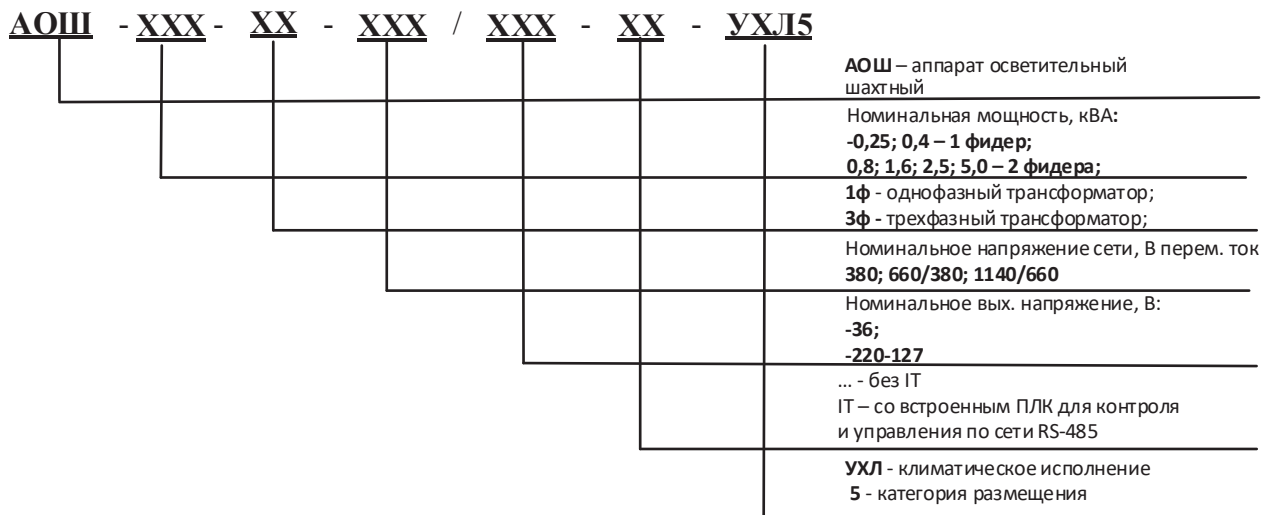 АОШ - ХХХ - ХХ - ХХХ / ХХХ - ХХ - УХЛ5
АОШ – аппарат осветительный
шахтный
Номинальная мощность, кВА:
-0,25; 0,4 – 1 фидер;
0,8; 1,6; 2,5; 5,0 – 2 фидера;
1ф - однофазный трансформатор;
3ф - трехфазный трансформатор;
Номинальное напряжение сети, В перем. ток
380; 660/380; 1140/660
Номинальное вых. напряжение, В:
-36;
-220-127
... - без IT
IT – со встроенным ПЛК для контроля
и управления по сети RS-485
УХЛ - климатическое исполнение
5 - категория размещения